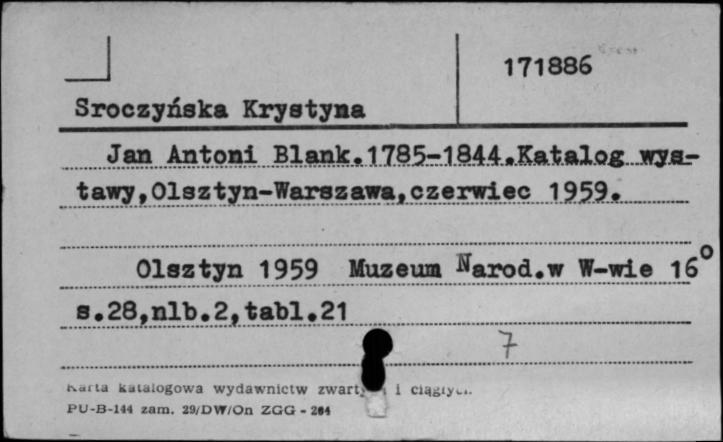 171886
Sroczyńska Krystyna
Jan Antoni Blank.1785-1844.Katalog wys-
tawy,Olsztyn-Warszawa,czerwiec 1959.
Olsztyn 1959 Muzeum Narod.w W-wie 16°
s.28,nlb.2,tabl.21
7
Karta katalogowa wydawnictw i ciągłych.
PU-B-144 zam. 29/DW/On ZGG - 264